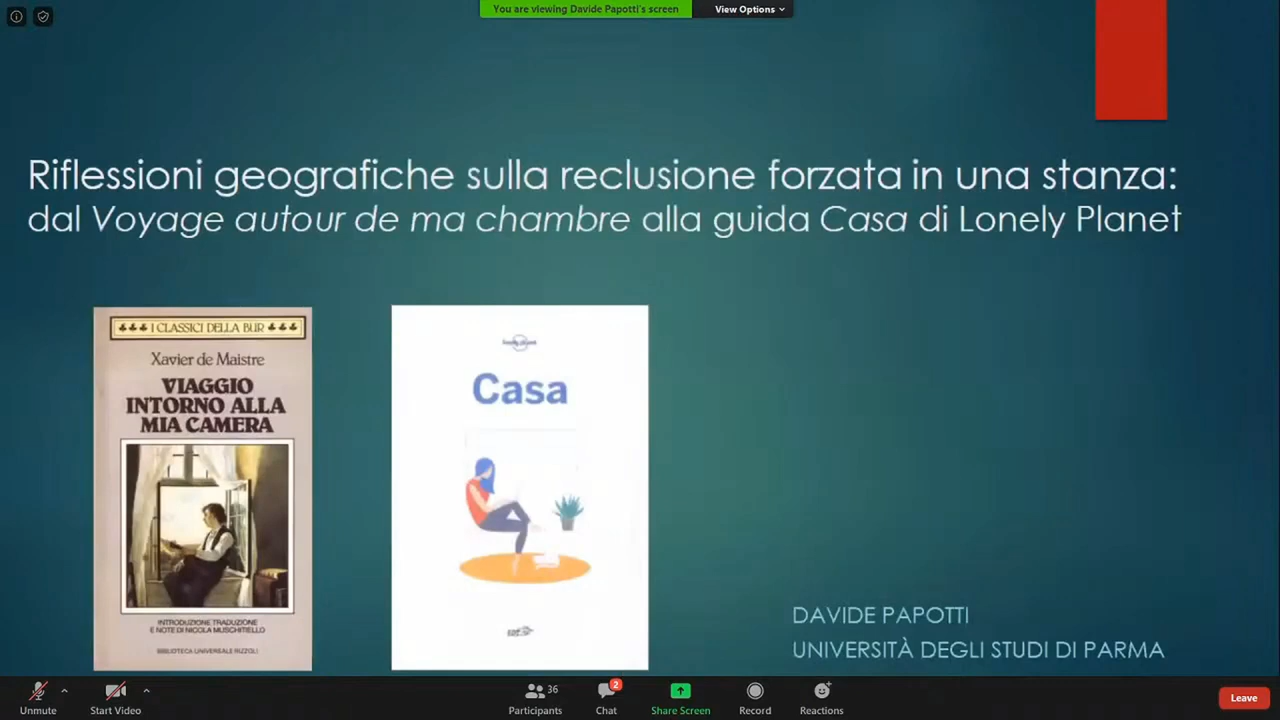 You are viewing Davide Papotti's screen
View Options
Riflessioni geografiche sulla reclusione forzata in una stanza:
dal Voyage autour de ma chambre alla guida Casa di Lonely Planet
I CLASSICI DELLA BUR
Xavier de Maistre
VIAGGIO
INTORNO ALLA
MIA CAMERA
INTRODUZIONE TRADUZIONE
E NOTE DI NICOLA MUSCHITIELLO
BIBLIOTECA UNIVERSALE RIZZOLI
lonely planet
Casa
EDT
DAVIDE PAPOTTI
UNIVERSITÀ DEGLI STUDI DI PARMA
Unmute
Start Video
36
Participants
2
Chat
Share Screen
Record
Reactions
Leave